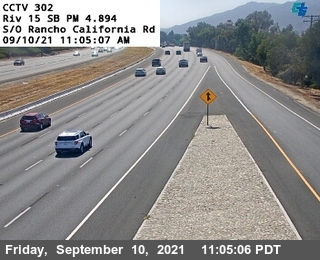 CCTV 302
Riv 15 SB PM 4.894
S/O Rancho California Rd
09/10/21 11:05:07 AM
Friday, September 10, 2021 11:05:06 PDT